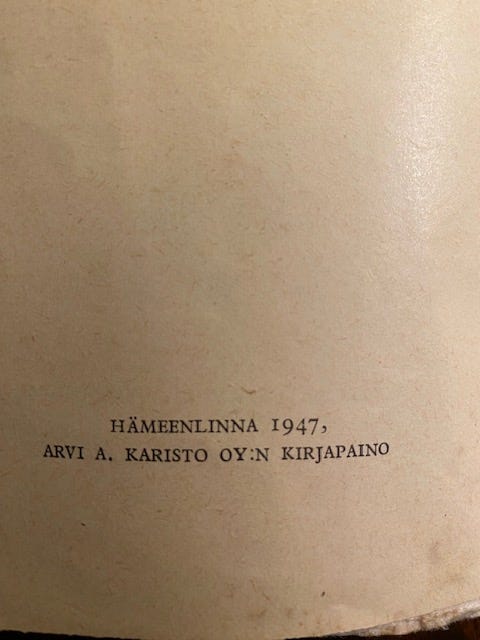 HÄMEENLINNA 1947,
ARVI A. KARISTO OY:N KIRJAPAINO